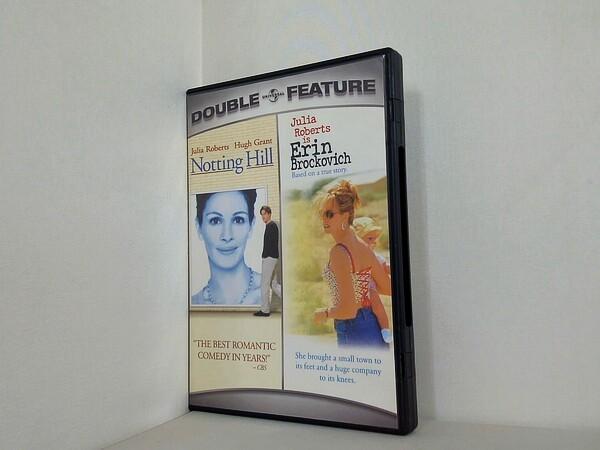 DOUBLE UNIVERSAL FEATURE
Julia Roberts Hugh Grant
Notting Hill
"THE BEST ROMANTIC
COMEDY IN YEARS!"
– CBS
Julia
Roberts
is
Erin
Brockovich
Based on a true story.
She brought a small town to
its feet and a huge company
to its knees.